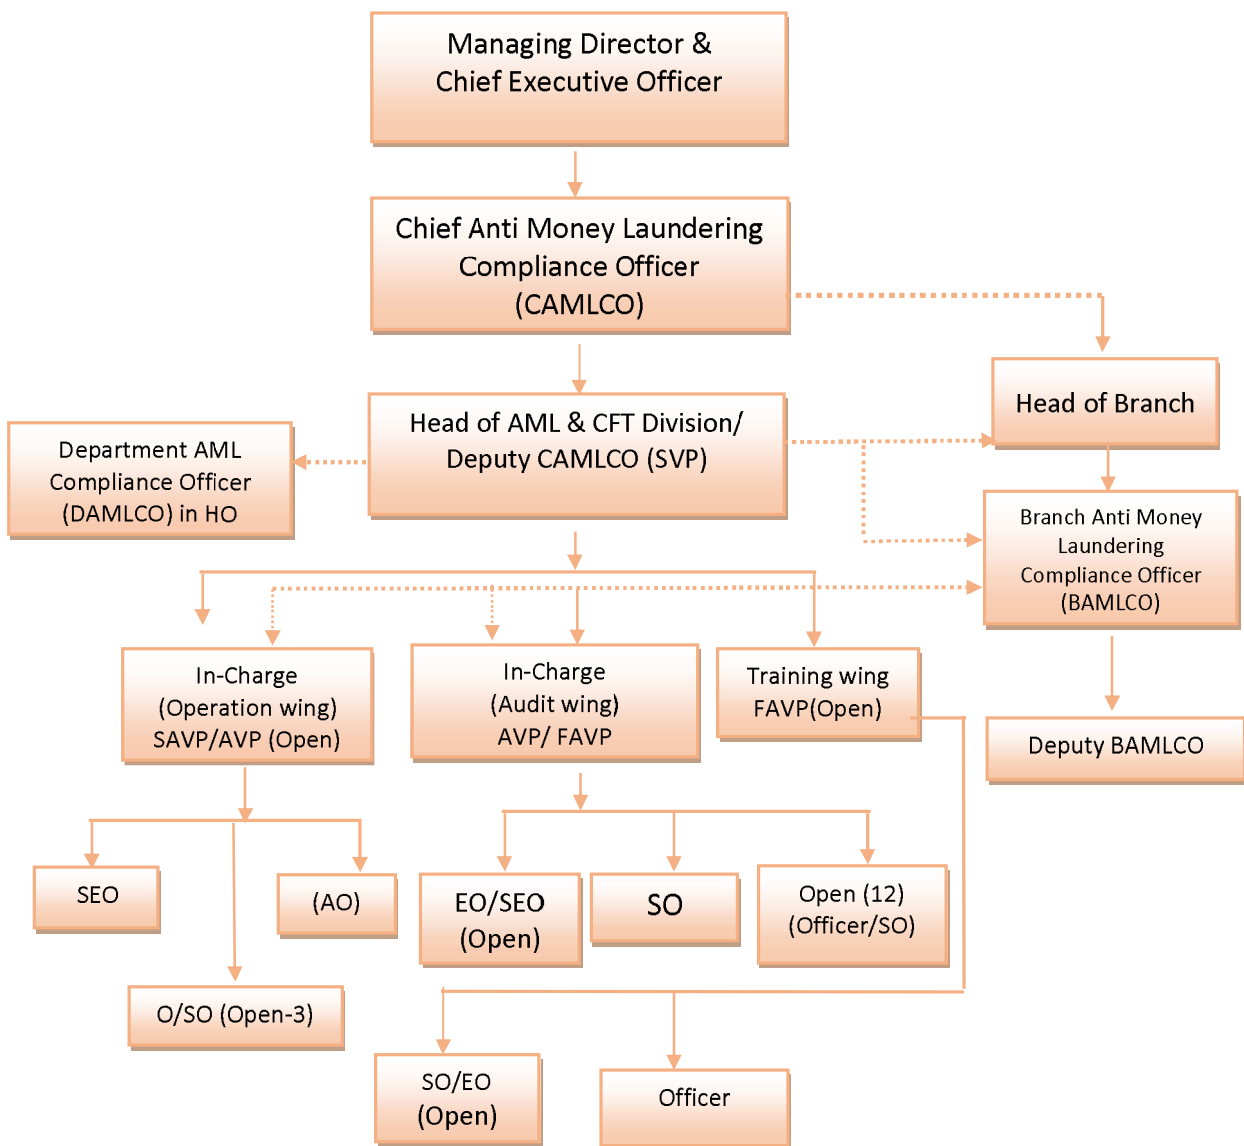 Managing Director &
Chief Executive Officer
Chief Anti Money Laundering
Compliance Officer
(CAMLCO)
Head of Branch
Head of AML & CFT Division/
Deputy CAMLCO (SVP)
Department AML
Compliance Officer
(DAMLCO) in HO
Branch Anti Money
Laundering
Compliance Officer
(BAMLCO)
In-Charge
(Operation wing)
SAVP/AVP (Open)
In-Charge
(Audit wing)
AVP/ FAVP
Training wing
FAVP(Open)
Deputy BAMLCO
SEO
(AO)
EO/SEO
(Open)
SO
Open (12)
(Officer/SO)
O/SO (Open-3)
SO/EO
(Open)
Officer